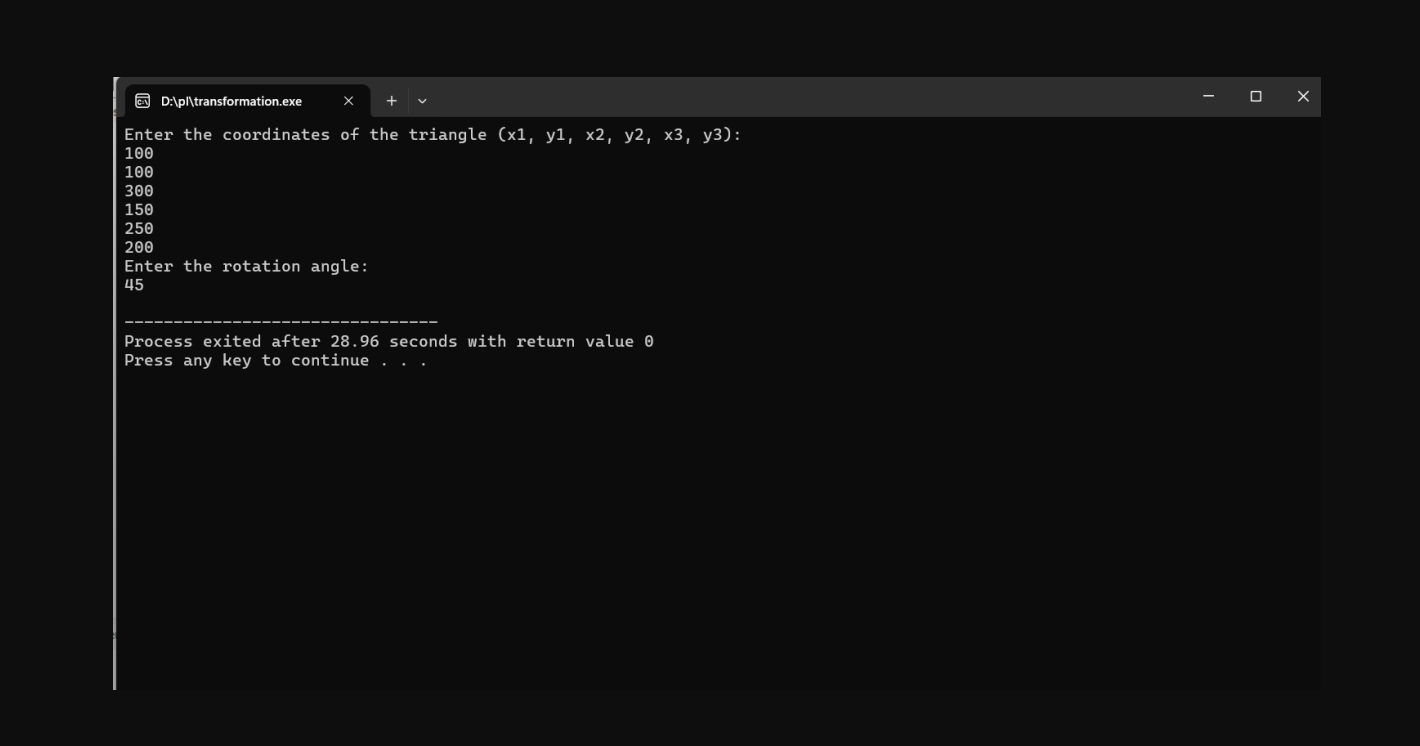 D:\pl\transformation.exe
Enter the coordinates of the triangle (x1, y1, x2, y2, x3, y3):
100
100
300
150
250
200
Enter the rotation angle:
45
--------------------------------
Process exited after 28.96 seconds with return value 0
Press any key to continue . . .